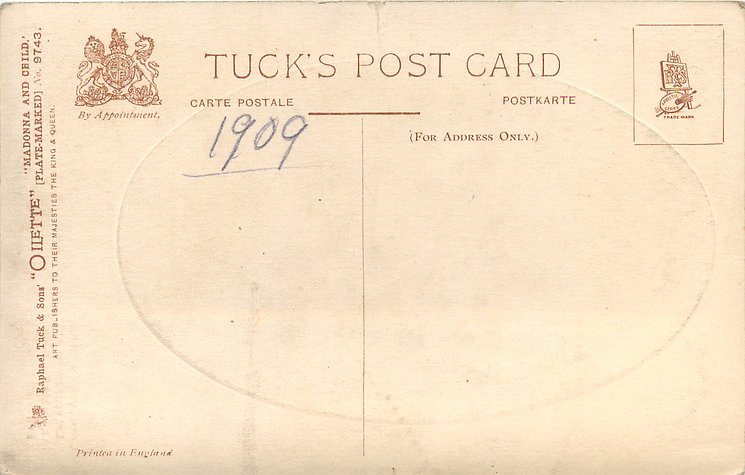 TUCK'S POST CARD
CARTE POSTALE
POSTKARTE
(FOR ADDRESS ONLY.)
1909
By Appointment.
TRADE MARK
"MADONNA AND CHILD."
Raphael Tuck & Sons' "OILETTE" [PLATE-MARKED] No. 9743.
ART PUBLISHERS TO THEIR MAJESTIES THE KING & QUEEN.
Printed in England